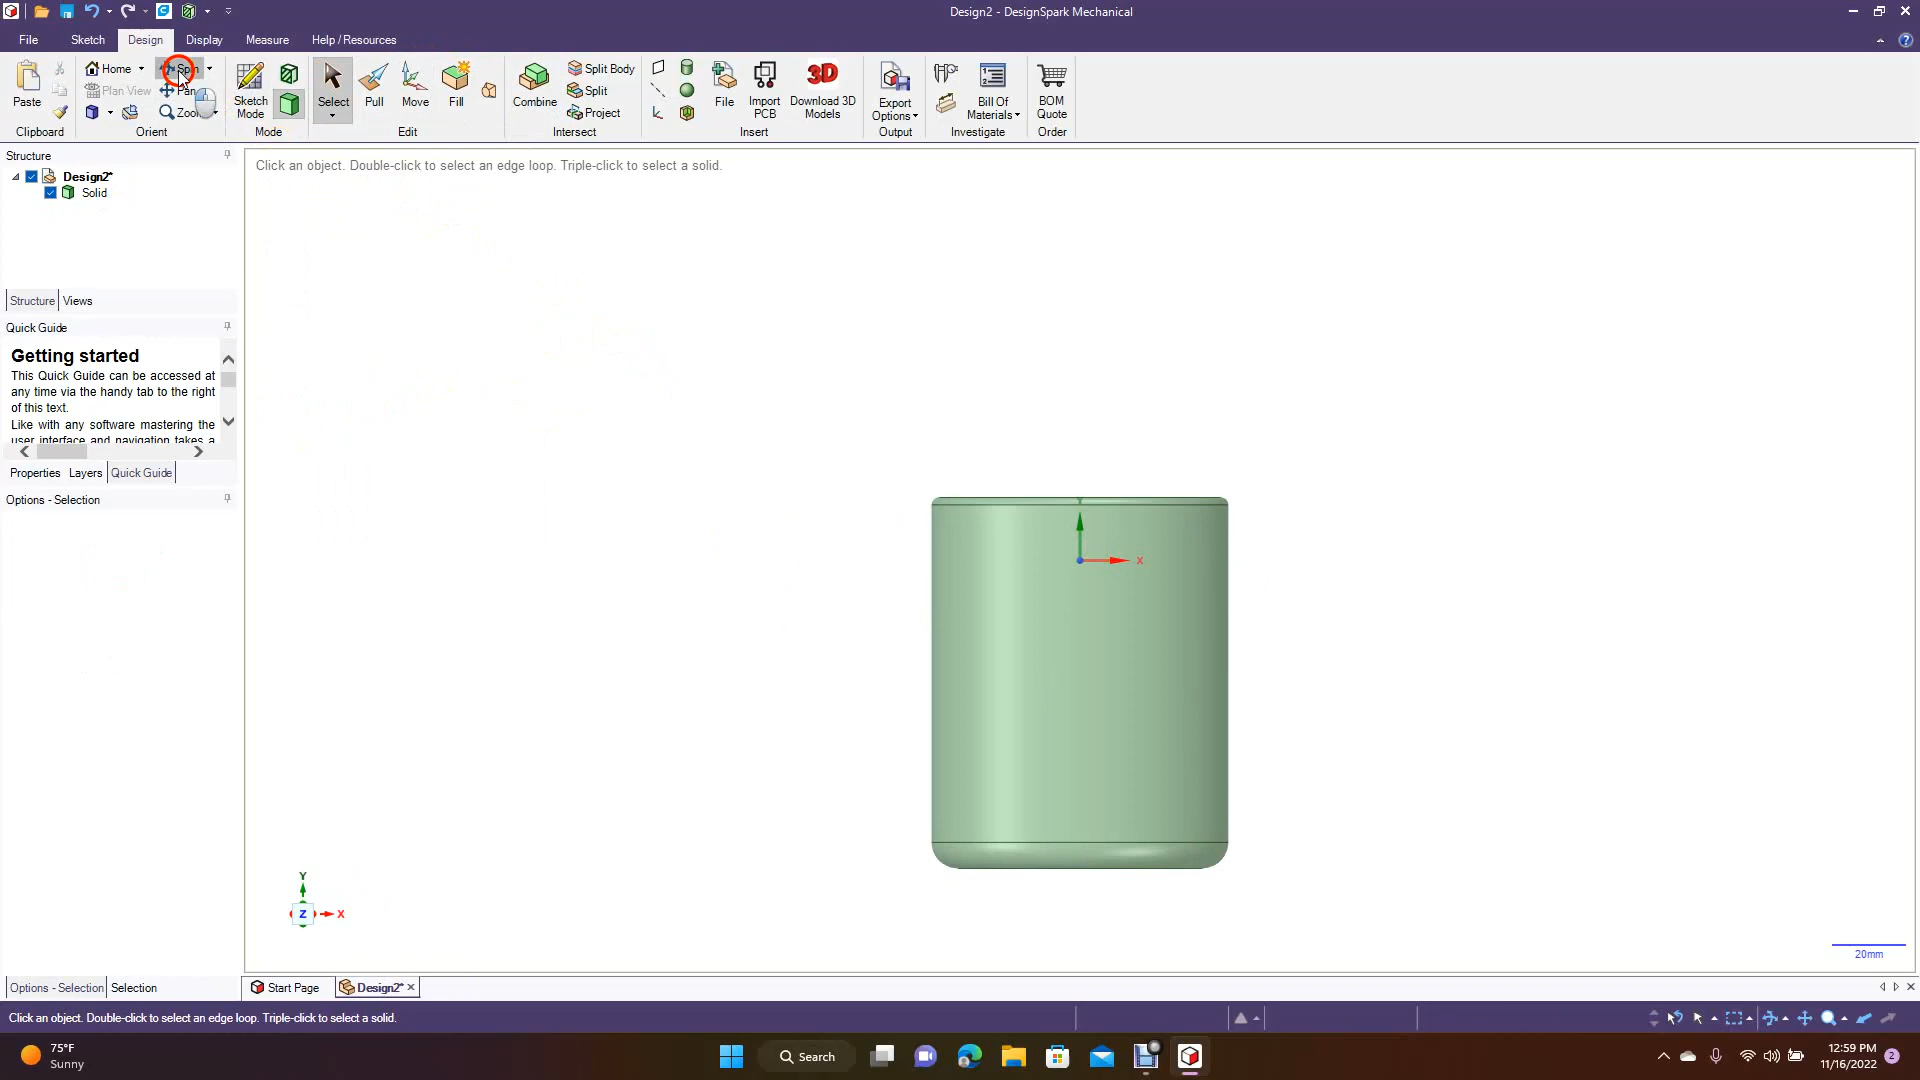 Design2 - DesignSpark Mechanical
File Sketch Design Display Measure Help / Resources
Paste
Clipboard
Home
Plan View
Spin
Pan
Orient
Sketch Mode
Mode
Select
Pull
Move
Fill
Edit
Combine
Split Body
Split
Project
Intersect
File
Import PCB
3D
Download 3D Models
Insert
Export Options
Output
Bill Of Materials
Investigate
BOM Quote
Order
Structure
Design2*
Solid
Structure Views
Quick Guide
Getting started
This Quick Guide can be accessed at
any time via the handy tab to the right
of this text.
Like with any software mastering the
user interface and navigation takes a
Properties Layers Quick Guide
Options - Selection
Click an object. Double-click to select an edge loop. Triple-click to select a solid.
Y
X
Y
Z
X
20mm
Options - Selection Selection
Start Page Design2*
Click an object. Double-click to select an edge loop. Triple-click to select a solid.
75°F
Sunny
Search
12:59 PM
11/16/2022
2